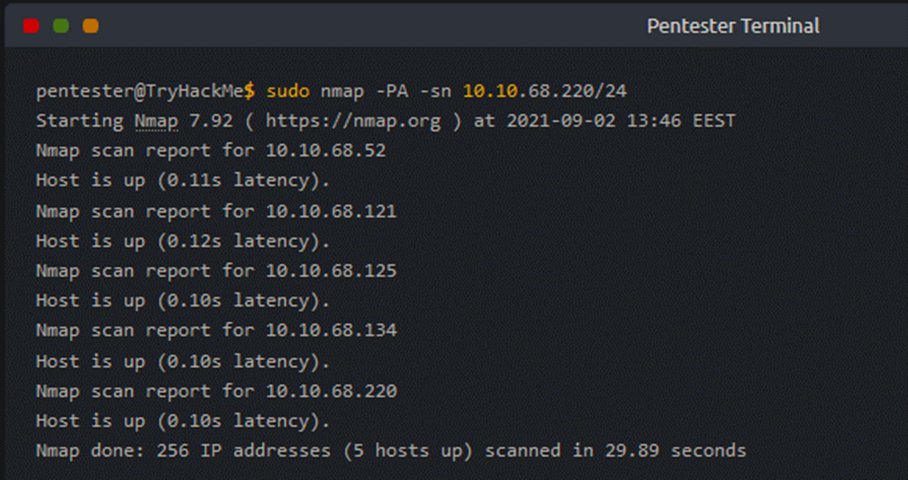 Pentester Terminal
pentester@TryHackMe$ sudo nmap -PA -sn 10.10.68.220/24
Starting Nmap 7.92 ( https://nmap.org ) at 2021-09-02 13:46 EEST
Nmap scan report for 10.10.68.52
Host is up (0.11s latency).
Nmap scan report for 10.10.68.121
Host is up (0.12s latency).
Nmap scan report for 10.10.68.125
Host is up (0.10s latency).
Nmap scan report for 10.10.68.134
Host is up (0.10s latency).
Nmap scan report for 10.10.68.220
Host is up (0.10s latency).
Nmap done: 256 IP addresses (5 hosts up) scanned in 29.89 seconds